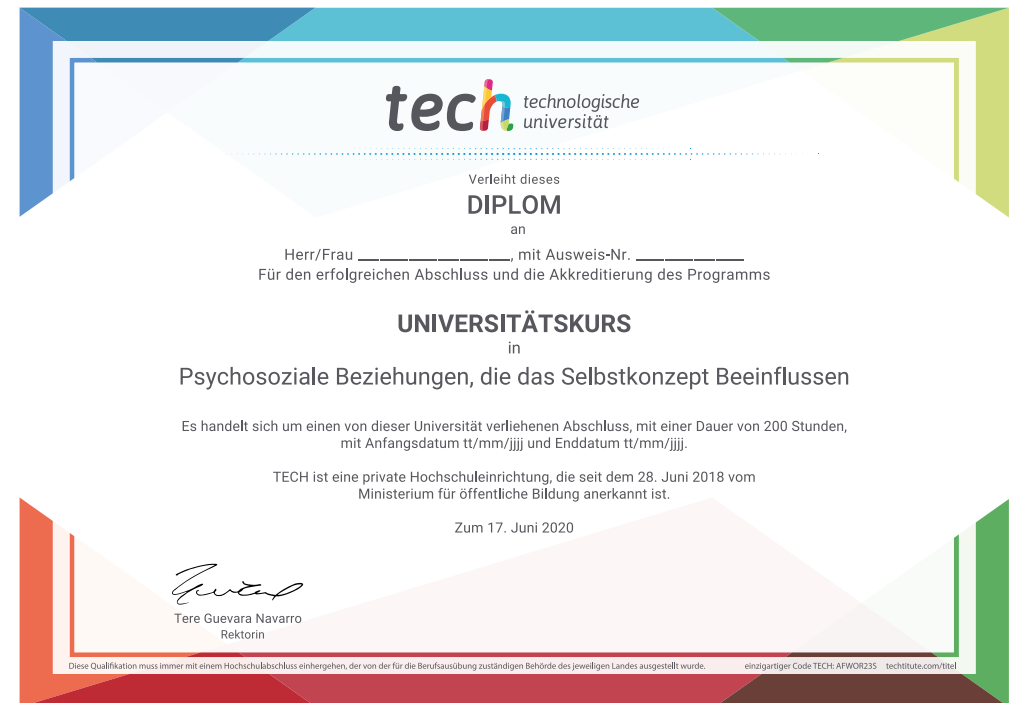 tech technologische
universität
Verleiht dieses
DIPLOM
an
Herr/Frau ___________________, mit Ausweis-Nr. ______________
Für den erfolgreichen Abschluss und die Akkreditierung des Programms
UNIVERSITÄTSKURS
in
Psychosoziale Beziehungen, die das Selbstkonzept Beeinflussen
Es handelt sich um einen von dieser Universität verliehenen Abschluss, mit einer Dauer von 200 Stunden,
mit Anfangsdatum tt/mm/jjjj und Enddatum tt/mm/jjjj.
TECH ist eine private Hochschuleinrichtung, die seit dem 28. Juni 2018 vom
Ministerium für öffentliche Bildung anerkannt ist.
Zum 17. Juni 2020
Tere Guevara Navarro
Rektorin
Diese Qualifikation muss immer mit einem Hochschulabschluss einhergehen, der von der für die Berufsausübung zuständigen Behörde des jeweiligen Landes ausgestellt wurde. einzigartiger Code TECH: AFWOR23S techtitute.com/titel